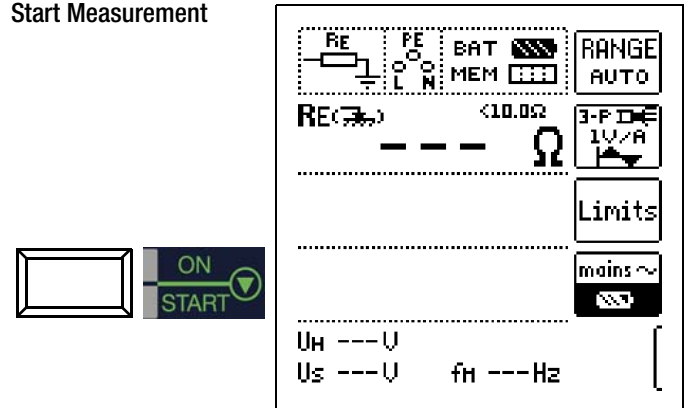 Start Measurement
RE
PE
L N
BAT
MEM
RANGE
AUTO
RE( )
<10.0Ω
--- Ω
3-P
1V/A
Limits
ON
START
mains~
UH ---V
US ---V fH ---Hz